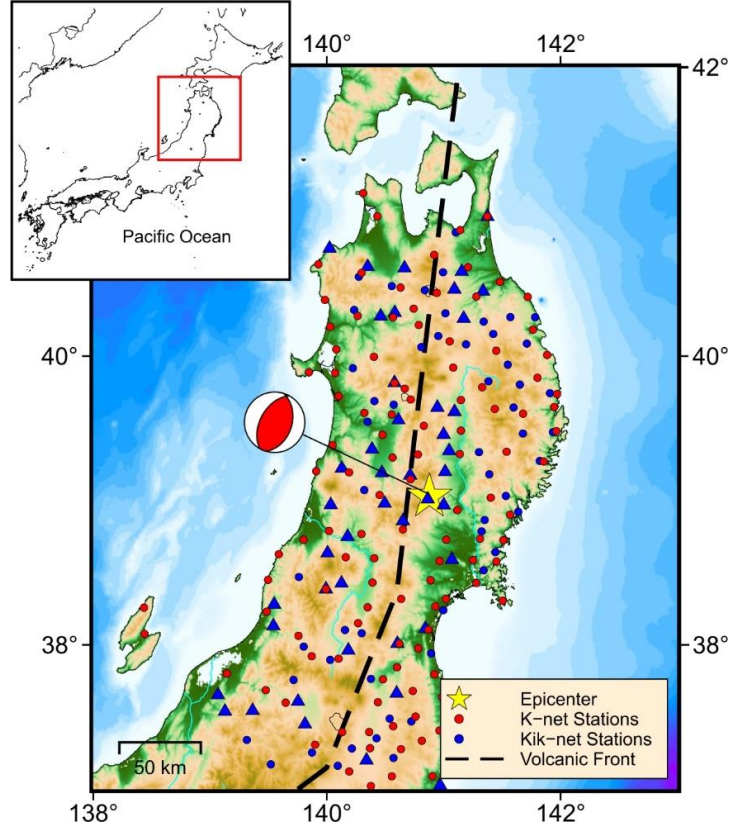 140°
142°
42°
Pacific Ocean
40°
40°
38°
38°
Epicenter
K-net Stations
Kik-net Stations
Volcanic Front
50 km
138°
140°
142°